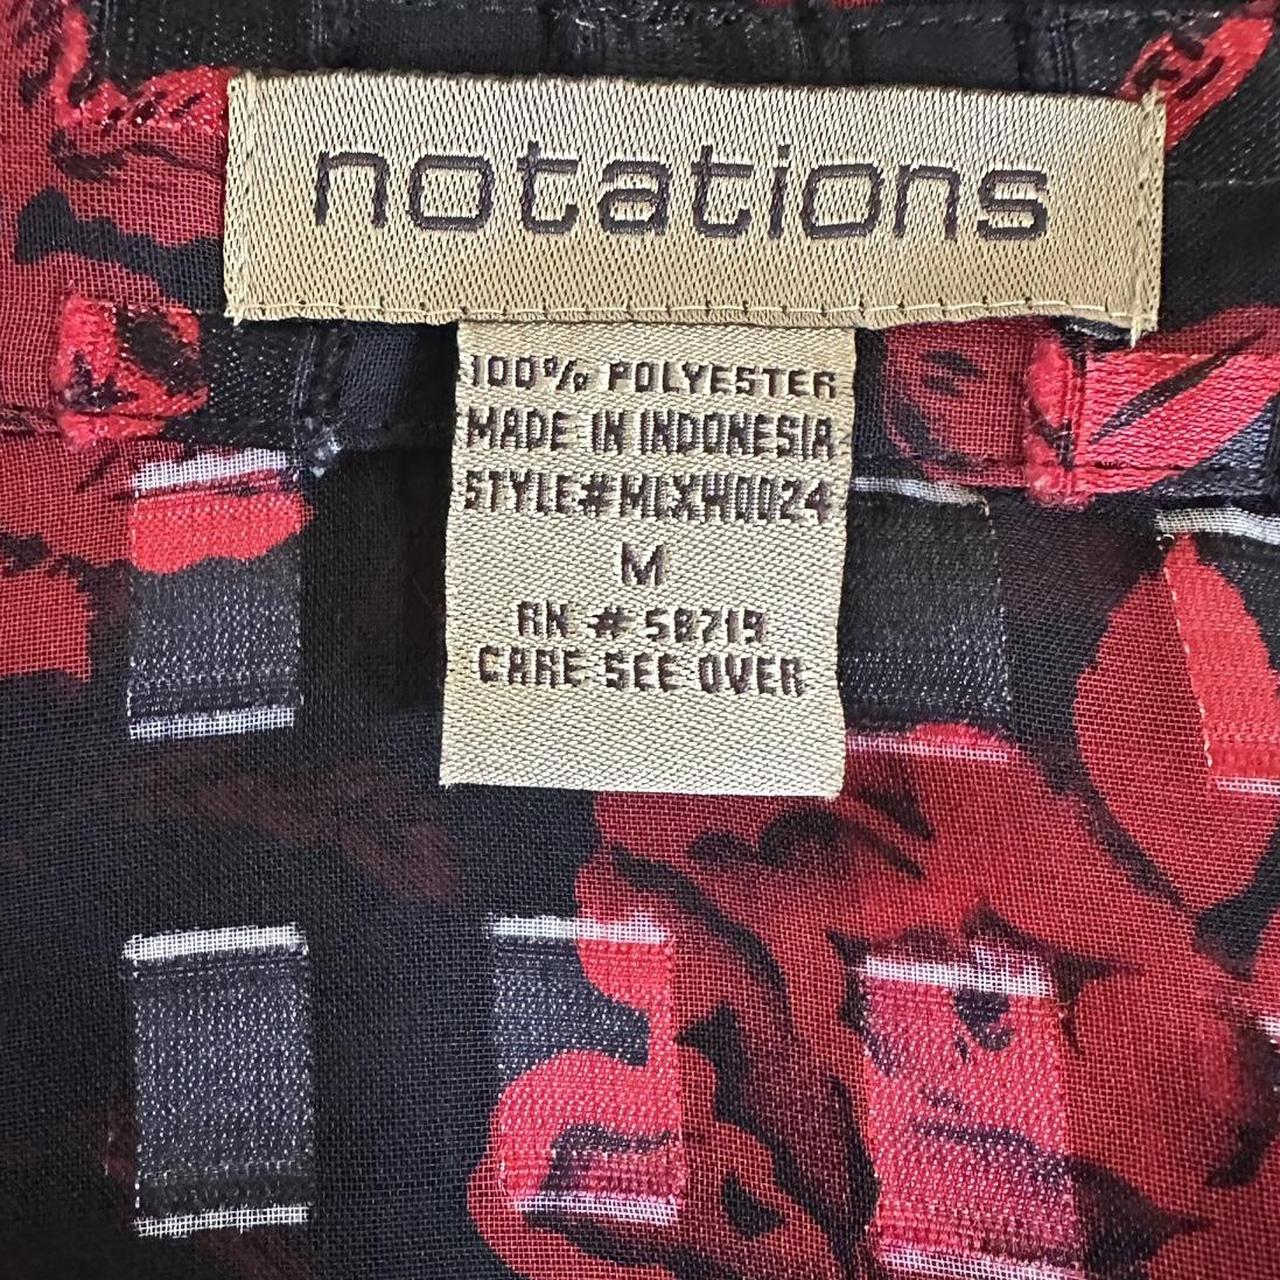 notations
100% POLYESTER
MADE IN INDONESIA
STYLE#MLXW0024
M
RN # 58719
CARE SEE OVER